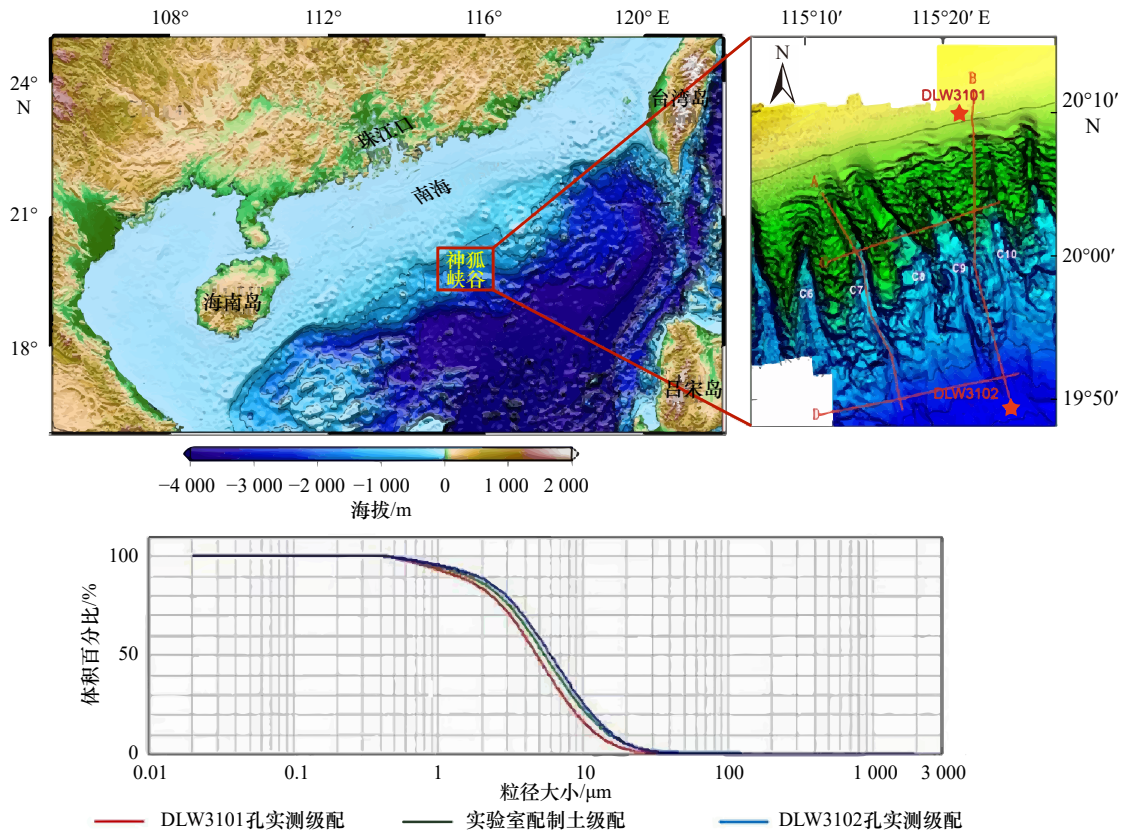 108°
112°
116°
120° E
115°10′
115°20′ E
24°
N
21°
18°
台湾岛
珠江口
南海
神狐
峡谷
海南岛
吕宋岛
N
B
DLW3101
A
C6
C7
C8
C9
C10
DLW3102
D
20°10′
N
20°00′
19°50′
−4 000
−3 000
−2 000
−1 000
0
1 000
2 000
海拔/m
体积百分比/%
100
50
0
0.01
0.1
1
10
100
1 000
3 000
粒径大小/μm
DLW3101孔实测级配
实验室配制土级配
DLW3102孔实测级配